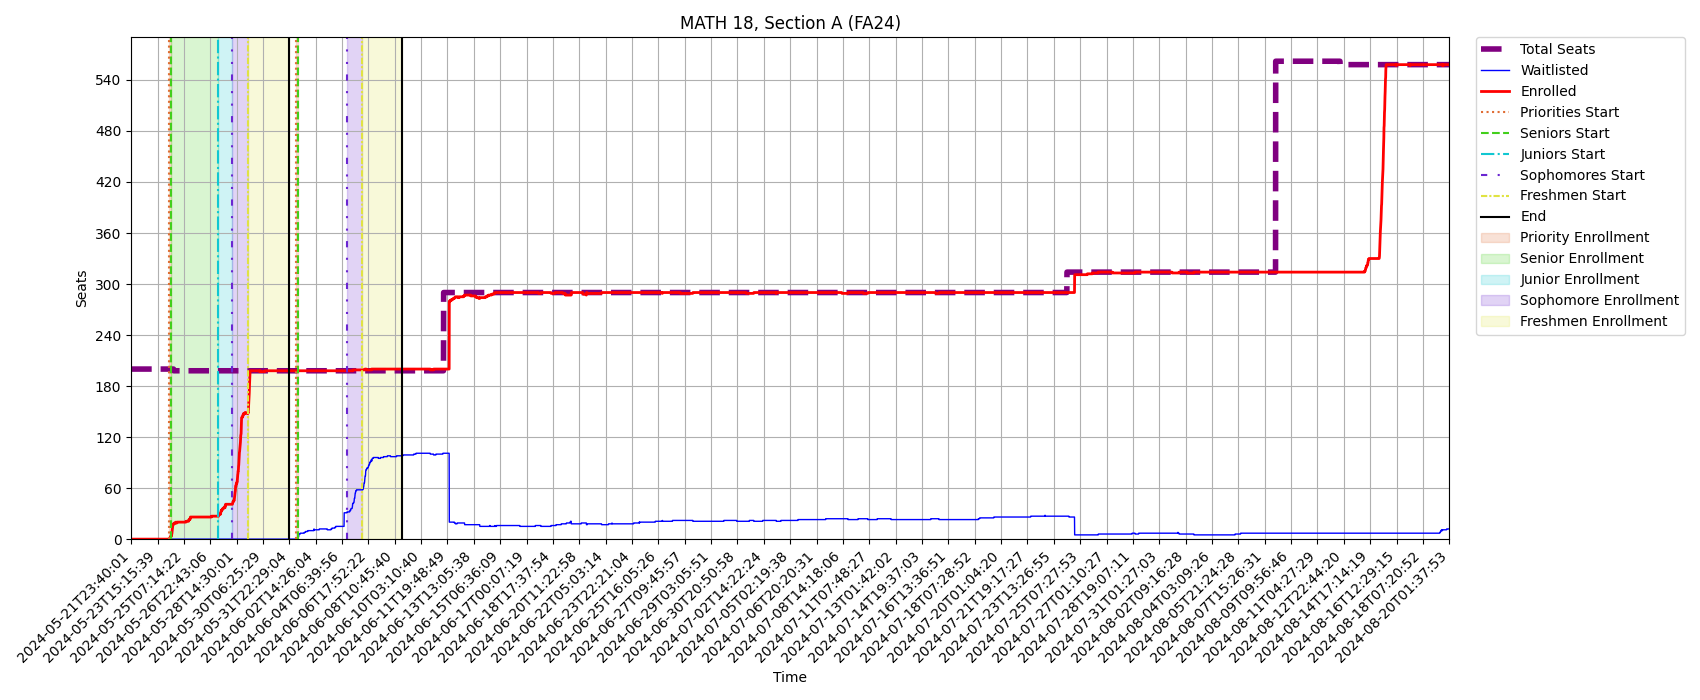 MATH 18, Section A (FA24)
Seats
540
480
420
360
300
240
180
120
60
0
Total Seats
Waitlisted
Enrolled
Priorities Start
Seniors Start
Juniors Start
Sophomores Start
Freshmen Start
End
Priority Enrollment
Senior Enrollment
Junior Enrollment
Sophomore Enrollment
Freshmen Enrollment
2024-05-21T23:40:01
2024-05-23T15:15:39
2024-05-25T07:14:22
2024-05-26T22:43:06
2024-05-28T14:30:01
2024-05-30T06:25:29
2024-05-31T22:29:04
2024-06-02T14:26:04
2024-06-04T06:39:56
2024-06-06T17:52:22
2024-06-08T10:45:40
2024-06-10T03:10:40
2024-06-11T19:48:49
2024-06-13T13:05:38
2024-06-15T16:36:09
2024-06-17T00:07:19
2024-06-18T17:37:54
2024-06-20T11:22:58
2024-06-22T05:03:14
2024-06-23T22:21:04
2024-06-25T16:05:26
2024-06-27T09:45:57
2024-06-29T03:05:51
2024-06-30T20:50:58
2024-07-02T14:22:24
2024-07-05T02:19:38
2024-07-06T20:20:31
2024-07-08T14:18:06
2024-07-11T07:48:27
2024-07-13T01:42:02
2024-07-14T19:37:03
2024-07-16T13:36:51
2024-07-18T07:28:52
2024-07-20T01:04:20
2024-07-21T19:17:27
2024-07-23T13:26:55
2024-07-25T07:27:53
2024-07-27T01:10:27
2024-07-28T19:07:11
2024-07-31T01:27:03
2024-08-02T09:16:28
2024-08-04T03:09:26
2024-08-05T21:24:28
2024-08-07T15:26:31
2024-08-09T09:56:46
2024-08-11T04:27:29
2024-08-12T22:44:20
2024-08-14T17:14:19
2024-08-16T12:29:15
2024-08-18T07:20:52
2024-08-20T01:37:53
Time